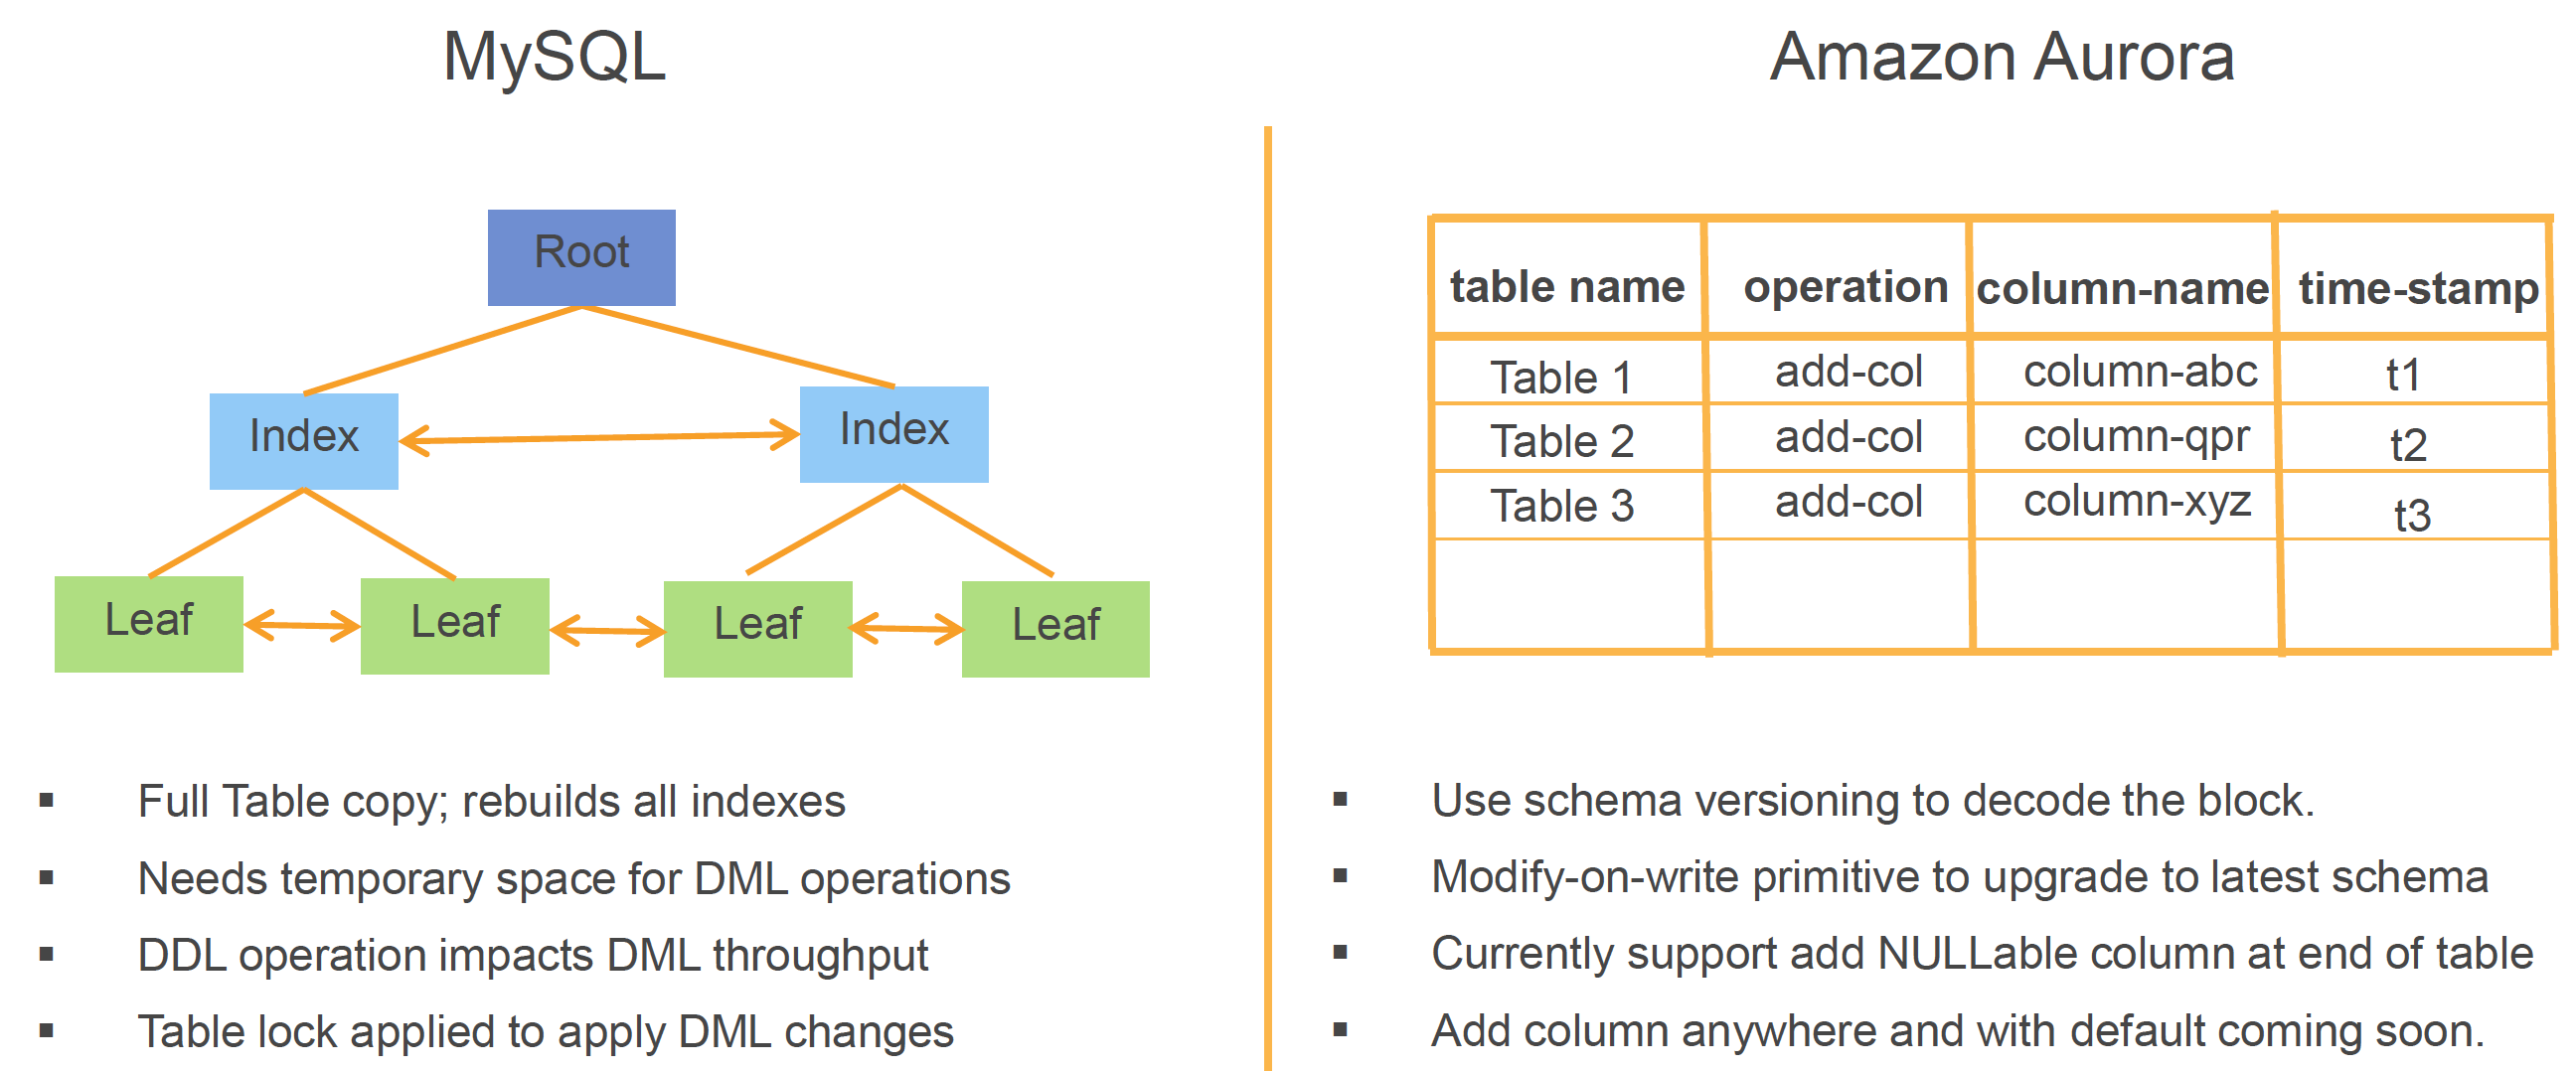 MySQL
Root
Index
Index
Leaf
Leaf
Leaf
Leaf
Full Table copy; rebuilds all indexes
Needs temporary space for DML operations
DDL operation impacts DML throughput
Table lock applied to apply DML changes
Amazon Aurora
table name operation column-name time-stamp
Table 1 add-col column-abc t1
Table 2 add-col column-qpr t2
Table 3 add-col column-xyz t3
Use schema versioning to decode the block.
Modify-on-write primitive to upgrade to latest schema
Currently support add NULLable column at end of table
Add column anywhere and with default coming soon.